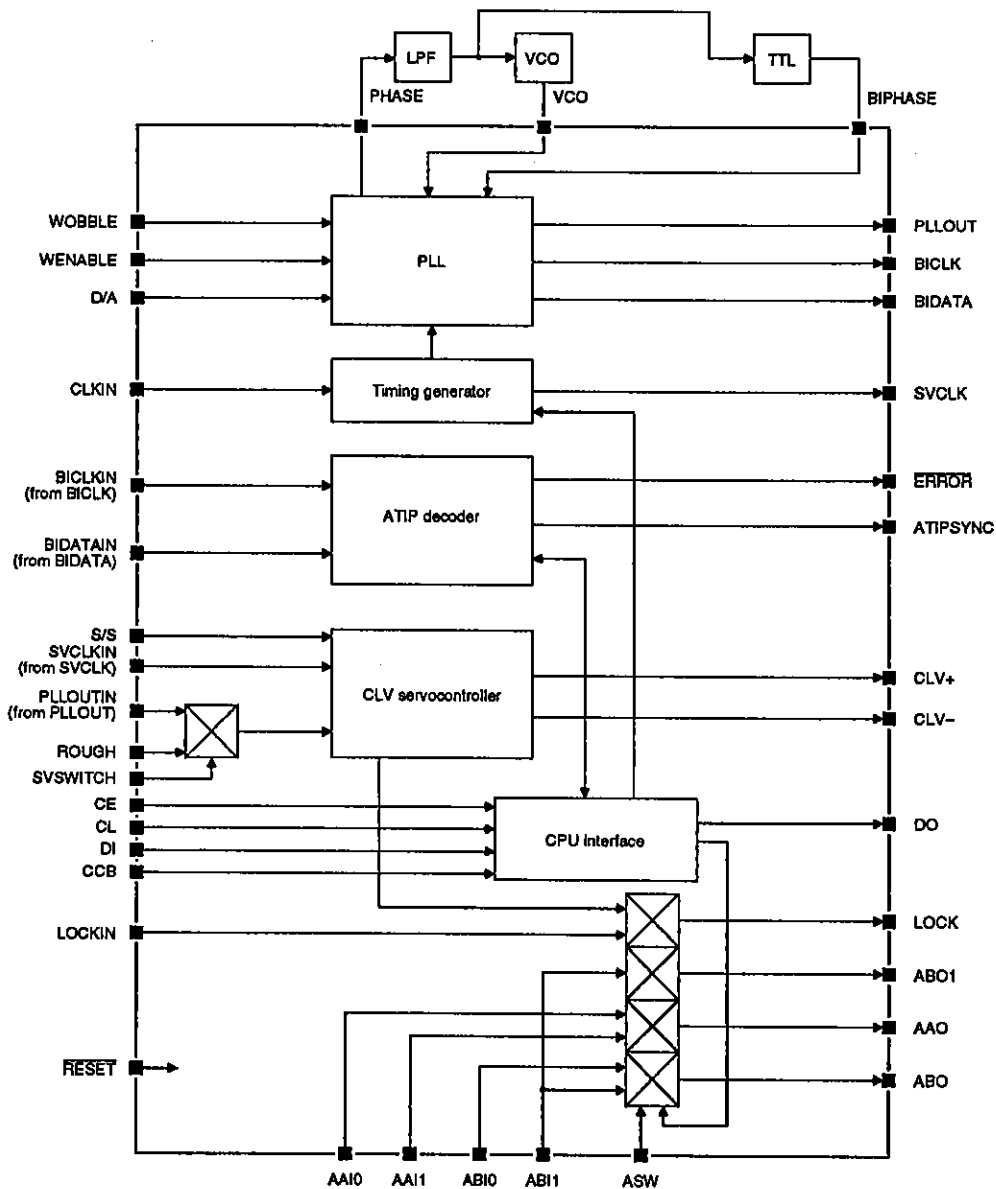 LPF
VCO
TTL
PHASE
VCO
BIPHASE
WOBBLE
WENABLE
D/A
PLL
PLLOUT
BICLK
BIDATA
CLKIN
Timing generator
SVCLK
BICLKIN
(from BICLK)
BIDATAIN
(from BIDATA)
ATIP decoder
ERROR
ATIPSYNC
S/S
SVCLKIN
(from SVCLK)
PLLOUTIN
(from PLLOUT)
ROUGH
SVSWITCH
CLV servocontroller
CLV+
CLV−
CE
CL
DI
CCB
CPU interface
DO
LOCKIN
LOCK
ABO1
AAO
ABO
RESET
AAI0
AAI1
ABI0
ABI1
ASW